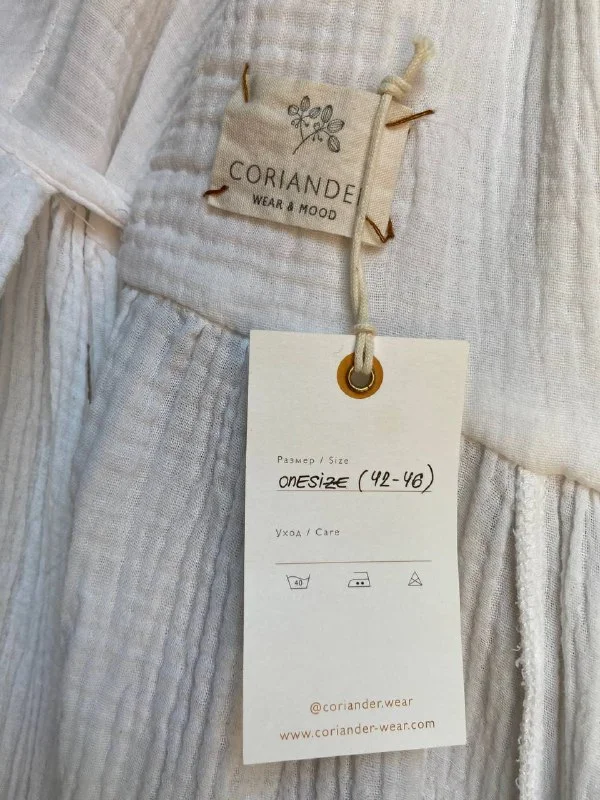 CORIANDER
WEAR & MOOD
Размер / Size
ONESIZE (42-46)
Уход / Care
40
@coriander.wear
www.coriander-wear.com